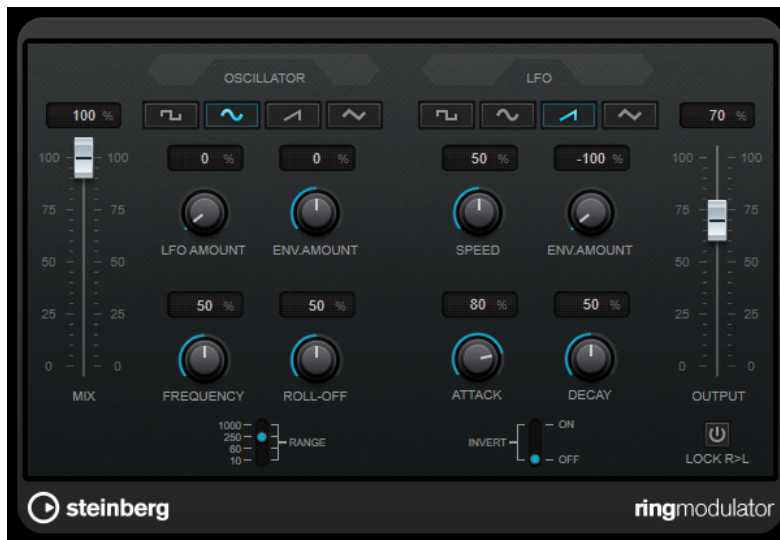 OSCILLATOR
LFO
100 %
70 %
0 %
0 %
50 %
-100 %
100 100
75 75
50 50
25 25
0 0
100 100
75 75
50 50
25 25
0 0
LFO AMOUNT
ENV.AMOUNT
SPEED
ENV.AMOUNT
50 %
50 %
80 %
50 %
MIX
FREQUENCY
ROLL-OFF
ATTACK
DECAY
OUTPUT
1000
250
60
10
RANGE
INVERT
ON
OFF
LOCK R>L
steinberg
ringmodulator